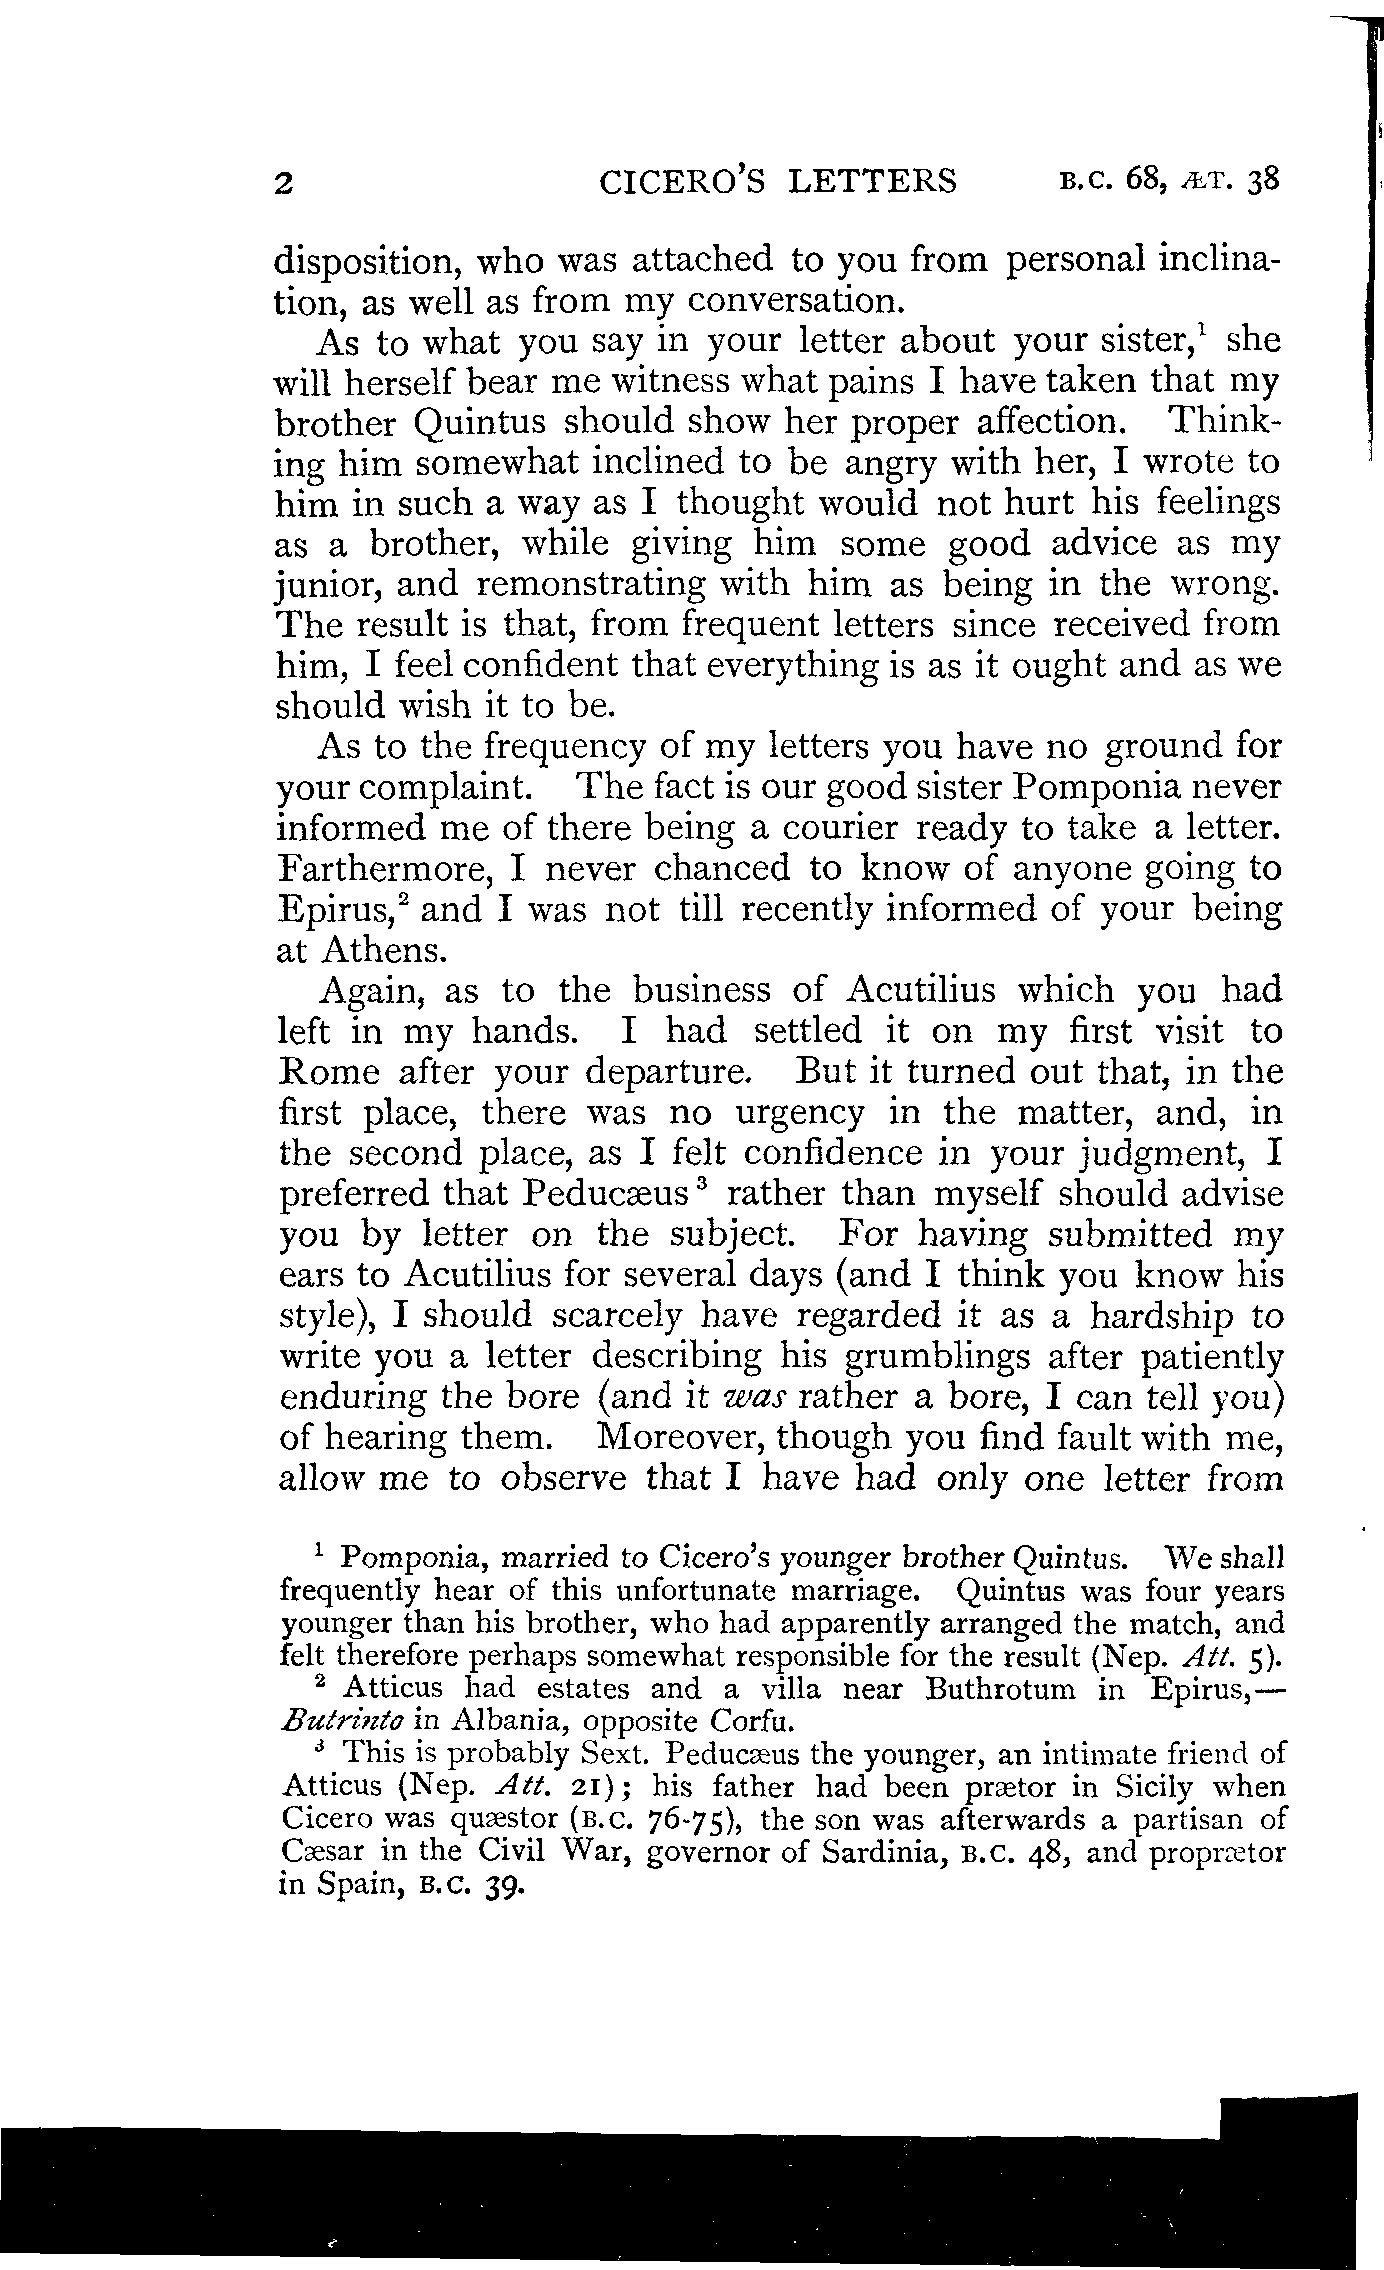 2 CICERO'S LETTERS B.C. 68, ÆT. 38
disposition, who was attached to you from personal inclina-
tion, as well as from my conversation.
As to what you say in your letter about your sister,¹ she
will herself bear me witness what pains I have taken that my
brother Quintus should show her proper affection. Think-
ing him somewhat inclined to be angry with her, I wrote to
him in such a way as I thought would not hurt his feelings
as a brother, while giving him some good advice as my
junior, and remonstrating with him as being in the wrong.
The result is that, from frequent letters since received from
him, I feel confident that everything is as it ought and as we
should wish it to be.
As to the frequency of my letters you have no ground for
your complaint. The fact is our good sister Pomponia never
informed me of there being a courier ready to take a letter.
Farthermore, I never chanced to know of anyone going to
Epirus,² and I was not till recently informed of your being
at Athens.
Again, as to the business of Acutilius which you had
left in my hands. I had settled it on my first visit to
Rome after your departure. But it turned out that, in the
first place, there was no urgency in the matter, and, in
the second place, as I felt confidence in your judgment, I
preferred that Peducæus³ rather than myself should advise
you by letter on the subject. For having submitted my
ears to Acutilius for several days (and I think you know his
style), I should scarcely have regarded it as a hardship to
write you a letter describing his grumblings after patiently
enduring the bore (and it was rather a bore, I can tell you)
of hearing them. Moreover, though you find fault with me,
allow me to observe that I have had only one letter from
¹ Pomponia, married to Cicero's younger brother Quintus. We shall
frequently hear of this unfortunate marriage. Quintus was four years
younger than his brother, who had apparently arranged the match, and
felt therefore perhaps somewhat responsible for the result (Nep. Att. 5).
² Atticus had estates and a villa near Buthrotum in Epirus,—
Butrinto in Albania, opposite Corfu.
³ This is probably Sext. Peducæus the younger, an intimate friend of
Atticus (Nep. Att. 21); his father had been prætor in Sicily when
Cicero was quæstor (B.C. 76-75), the son was afterwards a partisan of
Cæsar in the Civil War, governor of Sardinia, B.C. 48, and proprætor
in Spain, B.C. 39.